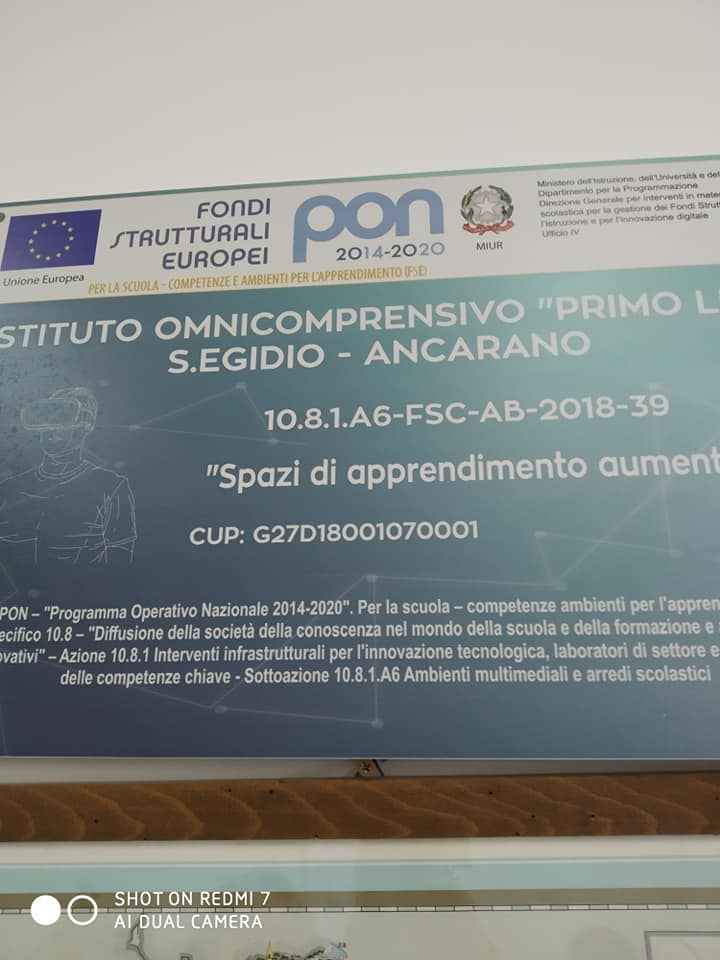 FONDI
STRUTTURALI
EUROPEI
pon
2014-2020
Unione Europea
MIUR
Ministero dell'Istruzione, dell'Università e del
Dipartimento per la Programmazione
Direzione Generale per interventi in mate
scolastica per la gestione dei Fondi Strut
l'Istruzione e per l'Innovazione digitale
Ufficio IV
PER LA SCUOLA - COMPETENZE E AMBIENTI PER L'APPRENDIMENTO (FSE)
STITUTO OMNICOMPRENSIVO "PRIMO L
S.EGIDIO - ANCARANO
10.8.1.A6-FSC-AB-2018-39
"Spazi di apprendimento aument
CUP: G27D18001070001
PON – "Programma Operativo Nazionale 2014-2020". Per la scuola – competenze ambienti per l'appren
ecifico 10.8 – "Diffusione della società della conoscenza nel mondo della scuola e della formazione e
ovativi" – Azione 10.8.1 Interventi infrastrutturali per l'innovazione tecnologica, laboratori di settore e
delle competenze chiave - Sottoazione 10.8.1.A6 Ambienti multimediali e arredi scolastici
SHOT ON REDMI 7
AI DUAL CAMERA